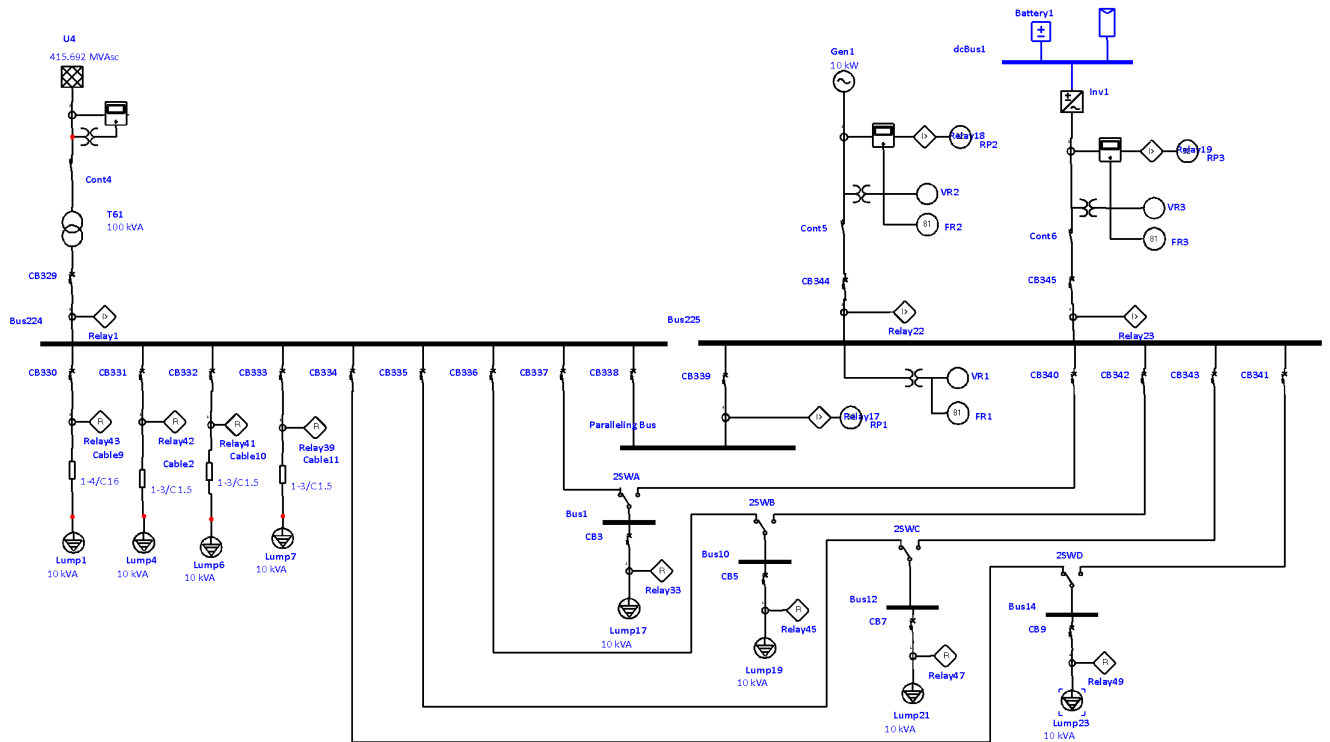 U4
415.692 MVAsc
Cont4
T61
100 kVA
CB329
Bus224
Relay1
Battery1
dcBus1
Inv1
Gen1
10 kW
Relay18
RP2
Relay19
RP3
VR2
VR3
81
FR2
81
FR3
Cont5
Cont6
CB344
CB345
Relay22
Relay23
Bus225
CB330
CB331
CB332
CB333
CB334
CB335
CB336
CB337
CB338
CB339
CB340
CB342
CB343
CB341
VR1
81
FR1
Relay17
RP1
Paralleling Bus
R
Relay43
R
Relay42
R
Relay41
R
Relay39
Cable9
Cable2
Cable10
Cable11
1-4/C16
1-3/C1.5
1-3/C1.5
1-3/C1.5
Lump1
10 kVA
Lump4
10 kVA
Lump6
10 kVA
Lump7
10 kVA
2SWA
2SWB
2SWC
2SWD
Bus1
CB3
R
Relay33
Lump17
10 kVA
Bus10
CB5
R
Relay45
Lump19
10 kVA
Bus12
CB7
R
Relay47
Lump21
10 kVA
Bus14
CB9
R
Relay49
Lump23
10 kVA